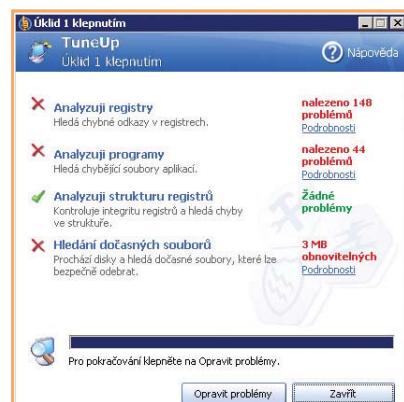 Úklid 1 klepnutím
TuneUp
Úklid 1 klepnutím
Nápověda
Analyzuji registry
Hledá chybné odkazy v registrech.
nalezeno 148
problémů
Podrobnosti
Analyzuji programy
Hledá chybějící soubory aplikací.
nalezeno 44
problémů
Podrobnosti
Analyzuji strukturu registrů
Kontroluje integritu registrů a hledá chyby
ve struktuře.
Žádné
problémy
Hledání dočasných souborů
Prochází disky a hledá dočasné soubory, které lze
bezpečně odebrat.
3 MB
obnovitelných
Podrobnosti
Pro pokračování klepněte na Opravit problémy.
Opravit problémy
Zavřít